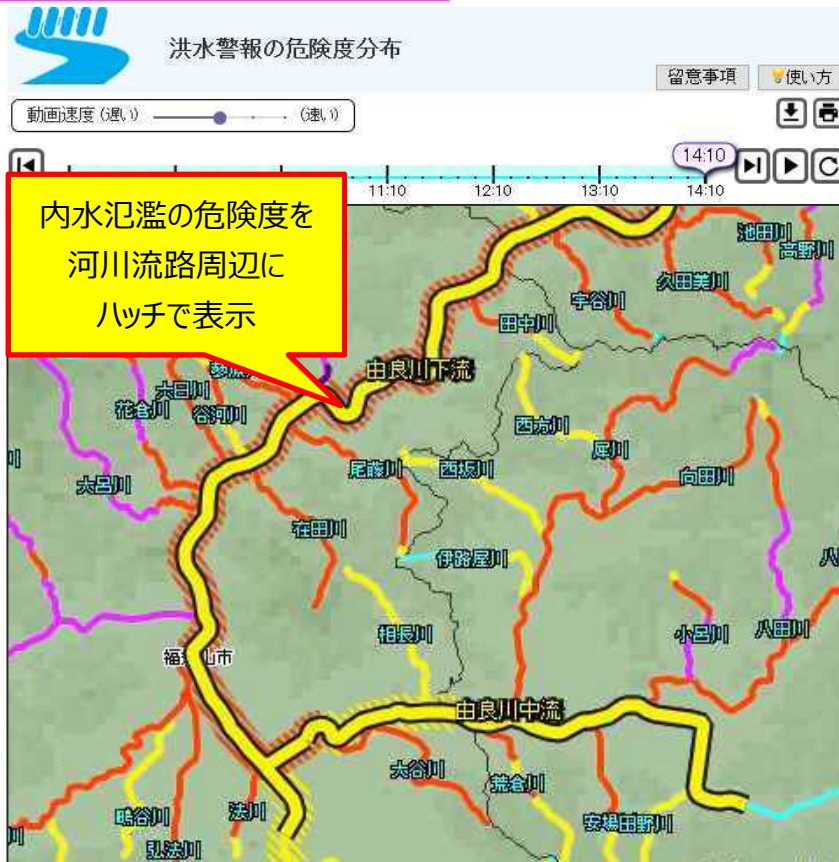 洪水警報の危険度分布
留意事項
使い方
動画速度 (遅い)
(速い)
14:10
11:10
12:10
13:10
14:10
内水氾濫の危険度を
河川流路周辺に
ハッチで表示
池田川
高野川
久田美川
宇谷川
田中川
由良川下流
大日川
花倉川
谷河川
西方川
犀川
尾藤川
西坂川
向田川
大呂川
在田川
伊路屋川
相長川
小呂川
八田川
福
山市
由良川中流
大谷川
荒倉川
安場田野川
鴫谷川
法川
弘法川